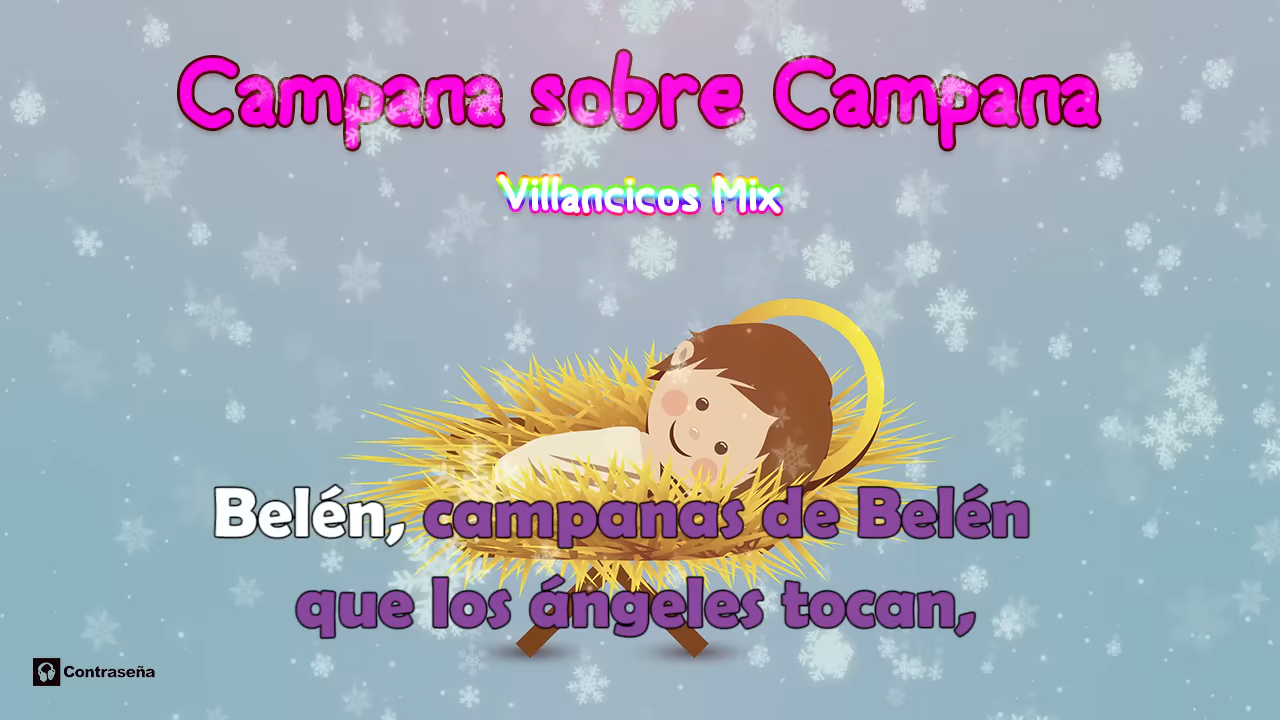 Campana sobre Campana
Villancicos Mix
Belén, campanas de Belén
que los ángeles tocan,
Contraseña